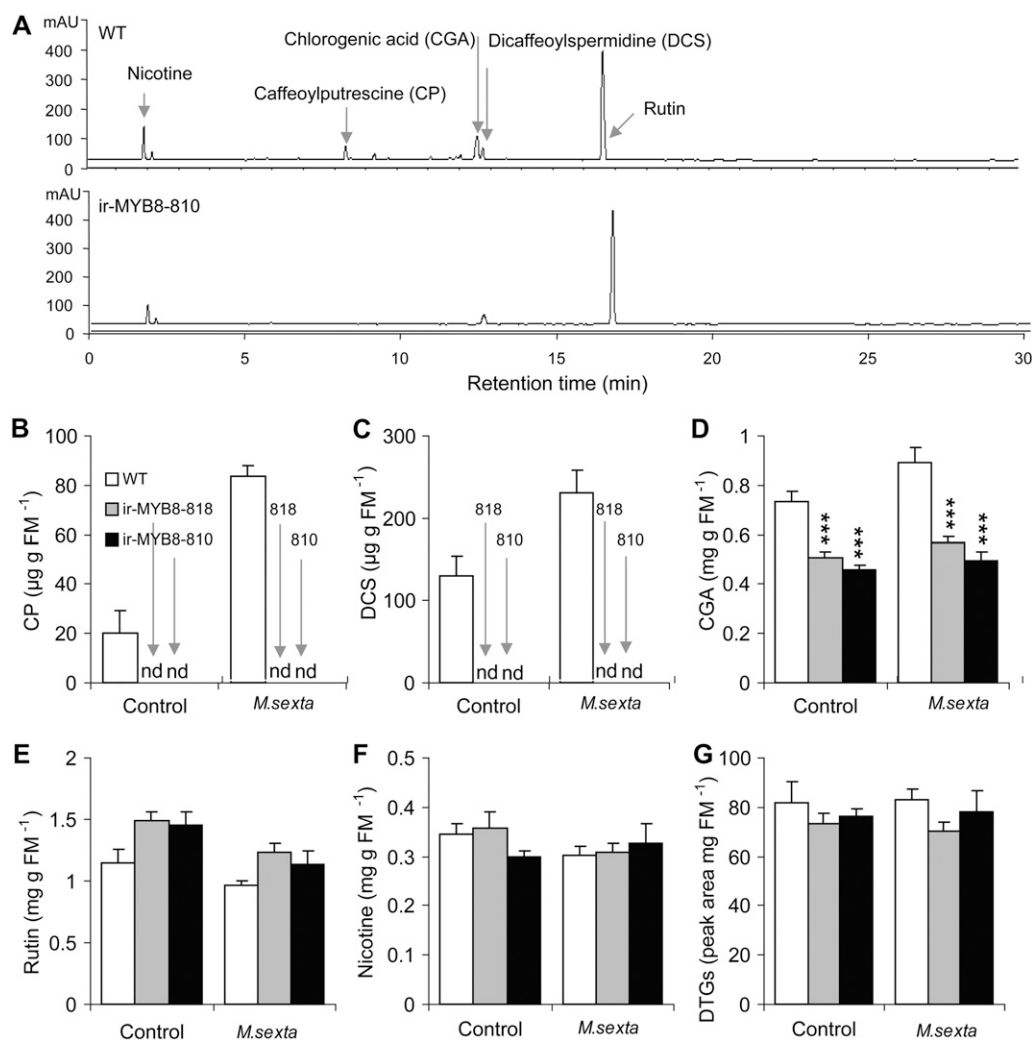 A
mAU
WT
400
300
200
100
0
Nicotine
Caffeoylputrescine (CP)
Chlorogenic acid (CGA)
Dicaffeoylspermidine (DCS)
Rutin
mAU
ir-MYB8-810
400
300
200
100
0
0 5 10 15 20 25 30
Retention time (min)
B
CP (µg g FM -1)
100
80
60
40
20
0
WT
ir-MYB8-818
ir-MYB8-810
818
810
nd nd
nd nd
Control
M.sexta
C
DCS (µg g FM -1)
300
200
100
0
818
810
nd nd
818
810
nd nd
Control
M.sexta
D
CGA (mg g FM -1)
1
0.8
0.6
0.4
0.2
0
***
***
***
***
Control
M.sexta
E
Rutin (mg g FM -1)
2
1.5
1
0.5
0
Control
M.sexta
F
Nicotine (mg g FM -1)
0.5
0.4
0.3
0.2
0.1
0
Control
M.sexta
G
DTGs (peak area mg FM -1)
100
80
60
40
20
0
Control
M.sexta